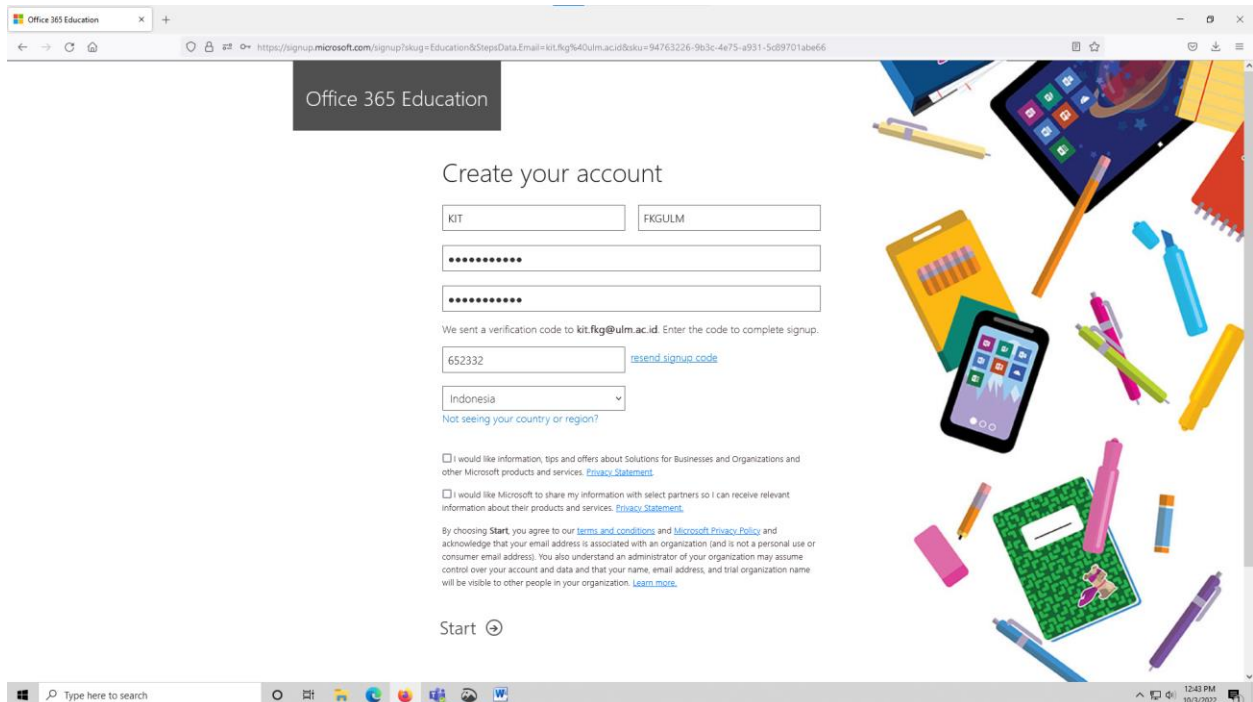 Office 365 Education
https://signup.microsoft.com/signup?skug=Education&StepsData.Email=kit.fkg%40ulm.ac.id&sku=94763226-9b3c-4e75-a931-5c89701abe66
Office 365 Education
Create your account
KIT FKGULM
●●●●●●●●●●●
●●●●●●●●●●●
We sent a verification code to kit.fkg@ulm.ac.id. Enter the code to complete signup.
652332 resend signup code
Indonesia
Not seeing your country or region?
I would like information, tips and offers about Solutions for Businesses and Organizations and
other Microsoft products and services. Privacy Statement.
I would like Microsoft to share my information with select partners so I can receive relevant
information about their products and services. Privacy Statement.
By choosing Start, you agree to our terms and conditions and Microsoft Privacy Policy and
acknowledge that your email address is associated with an organization (and is not a personal use or
consumer email address). You also understand an administrator of your organization may assume
control over your account and data and that your name, email address, and trial organization name
will be visible to other people in your organization. Learn more.
Start
Type here to search
12:43 PM
10/3/2022